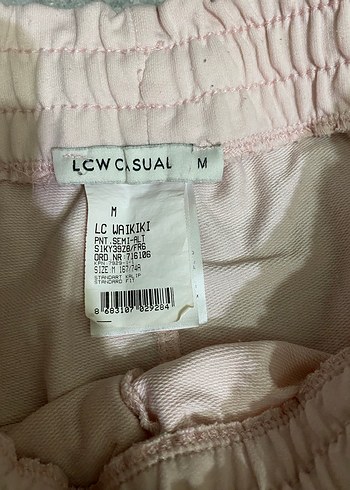 LCW CASUAL M
M
LC WAIKIKI
PNT.SEMI-ALT
S1KY39Z8/FR6
ORD.NR 716106
SIZE:M 167/74A
STANDART KALIP
STANDARD FIT
8 683107 029284